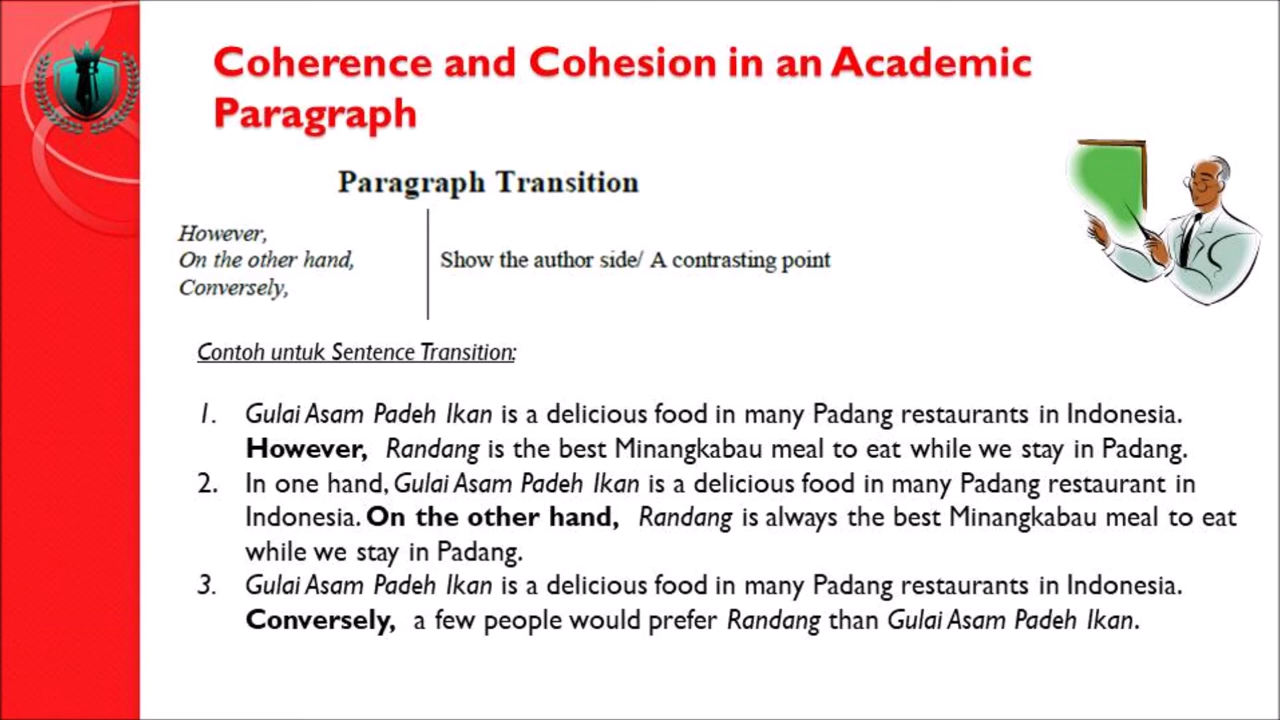 Coherence and Cohesion in an Academic
Paragraph
Paragraph Transition
However,
On the other hand,
Conversely,
Show the author side/ A contrasting point
Contoh untuk Sentence Transition:
1. Gulai Asam Padeh Ikan is a delicious food in many Padang restaurants in Indonesia.
However, Randang is the best Minangkabau meal to eat while we stay in Padang.
2. In one hand, Gulai Asam Padeh Ikan is a delicious food in many Padang restaurant in
Indonesia. On the other hand, Randang is always the best Minangkabau meal to eat
while we stay in Padang.
3. Gulai Asam Padeh Ikan is a delicious food in many Padang restaurants in Indonesia.
Conversely, a few people would prefer Randang than Gulai Asam Padeh Ikan.